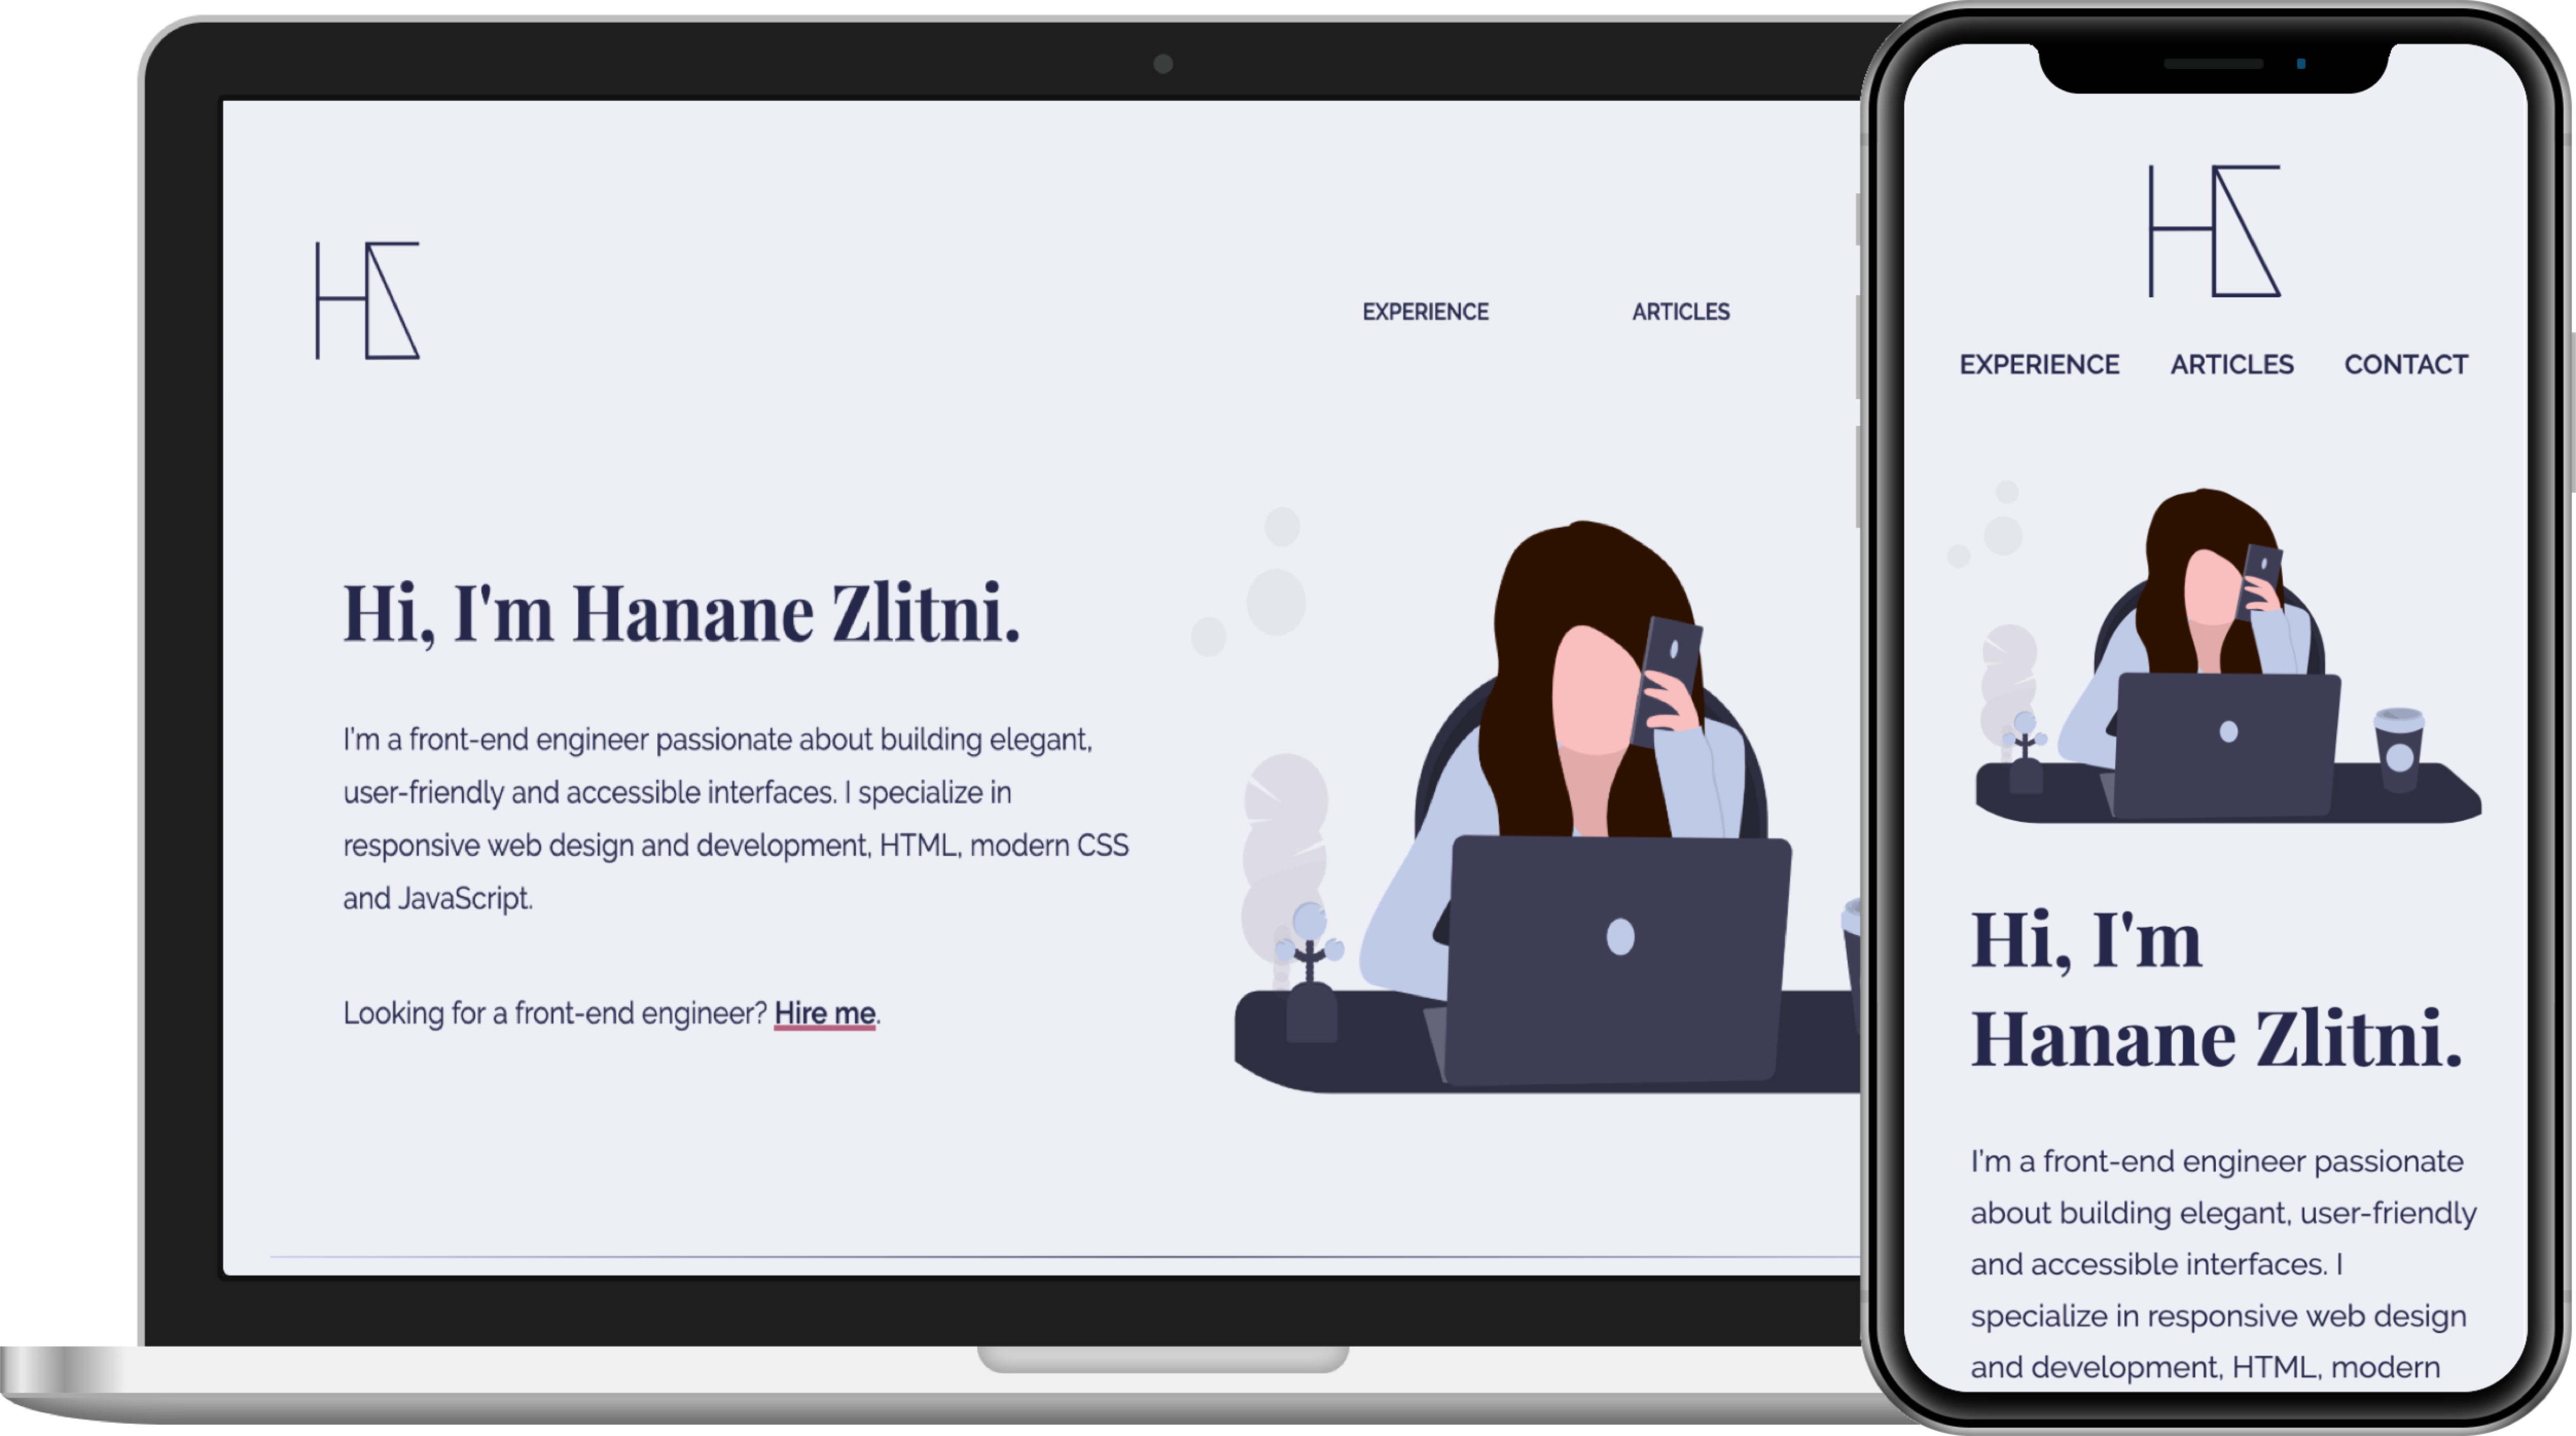 HZ
EXPERIENCE ARTICLES
Hi, I'm Hanane Zlitni.
I'm a front-end engineer passionate about building elegant,
user-friendly and accessible interfaces. I specialize in
responsive web design and development, HTML, modern CSS
and JavaScript.
Looking for a front-end engineer? Hire me.
HZ
EXPERIENCE ARTICLES CONTACT
Hi, I'm
Hanane Zlitni.
I'm a front-end engineer passionate
about building elegant, user-friendly
and accessible interfaces. I
specialize in responsive web design
and development, HTML, modern